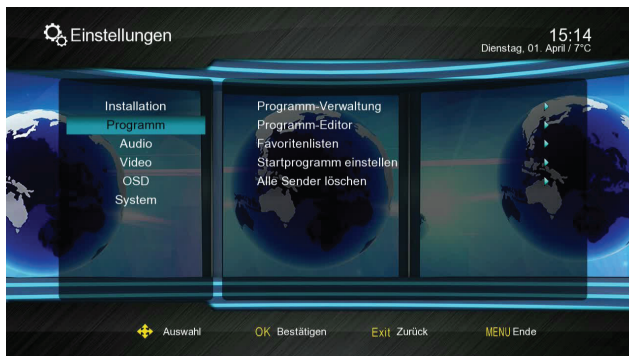 Einstellungen
15:14
Dienstag, 01. April / 7°C
Installation
Programm
Audio
Video
OSD
System
Programm-Verwaltung
Programm-Editor
Favoritenlisten
Startprogramm einstellen
Alle Sender löschen
Auswahl
OK Bestätigen
Exit Zurück
MENU Ende